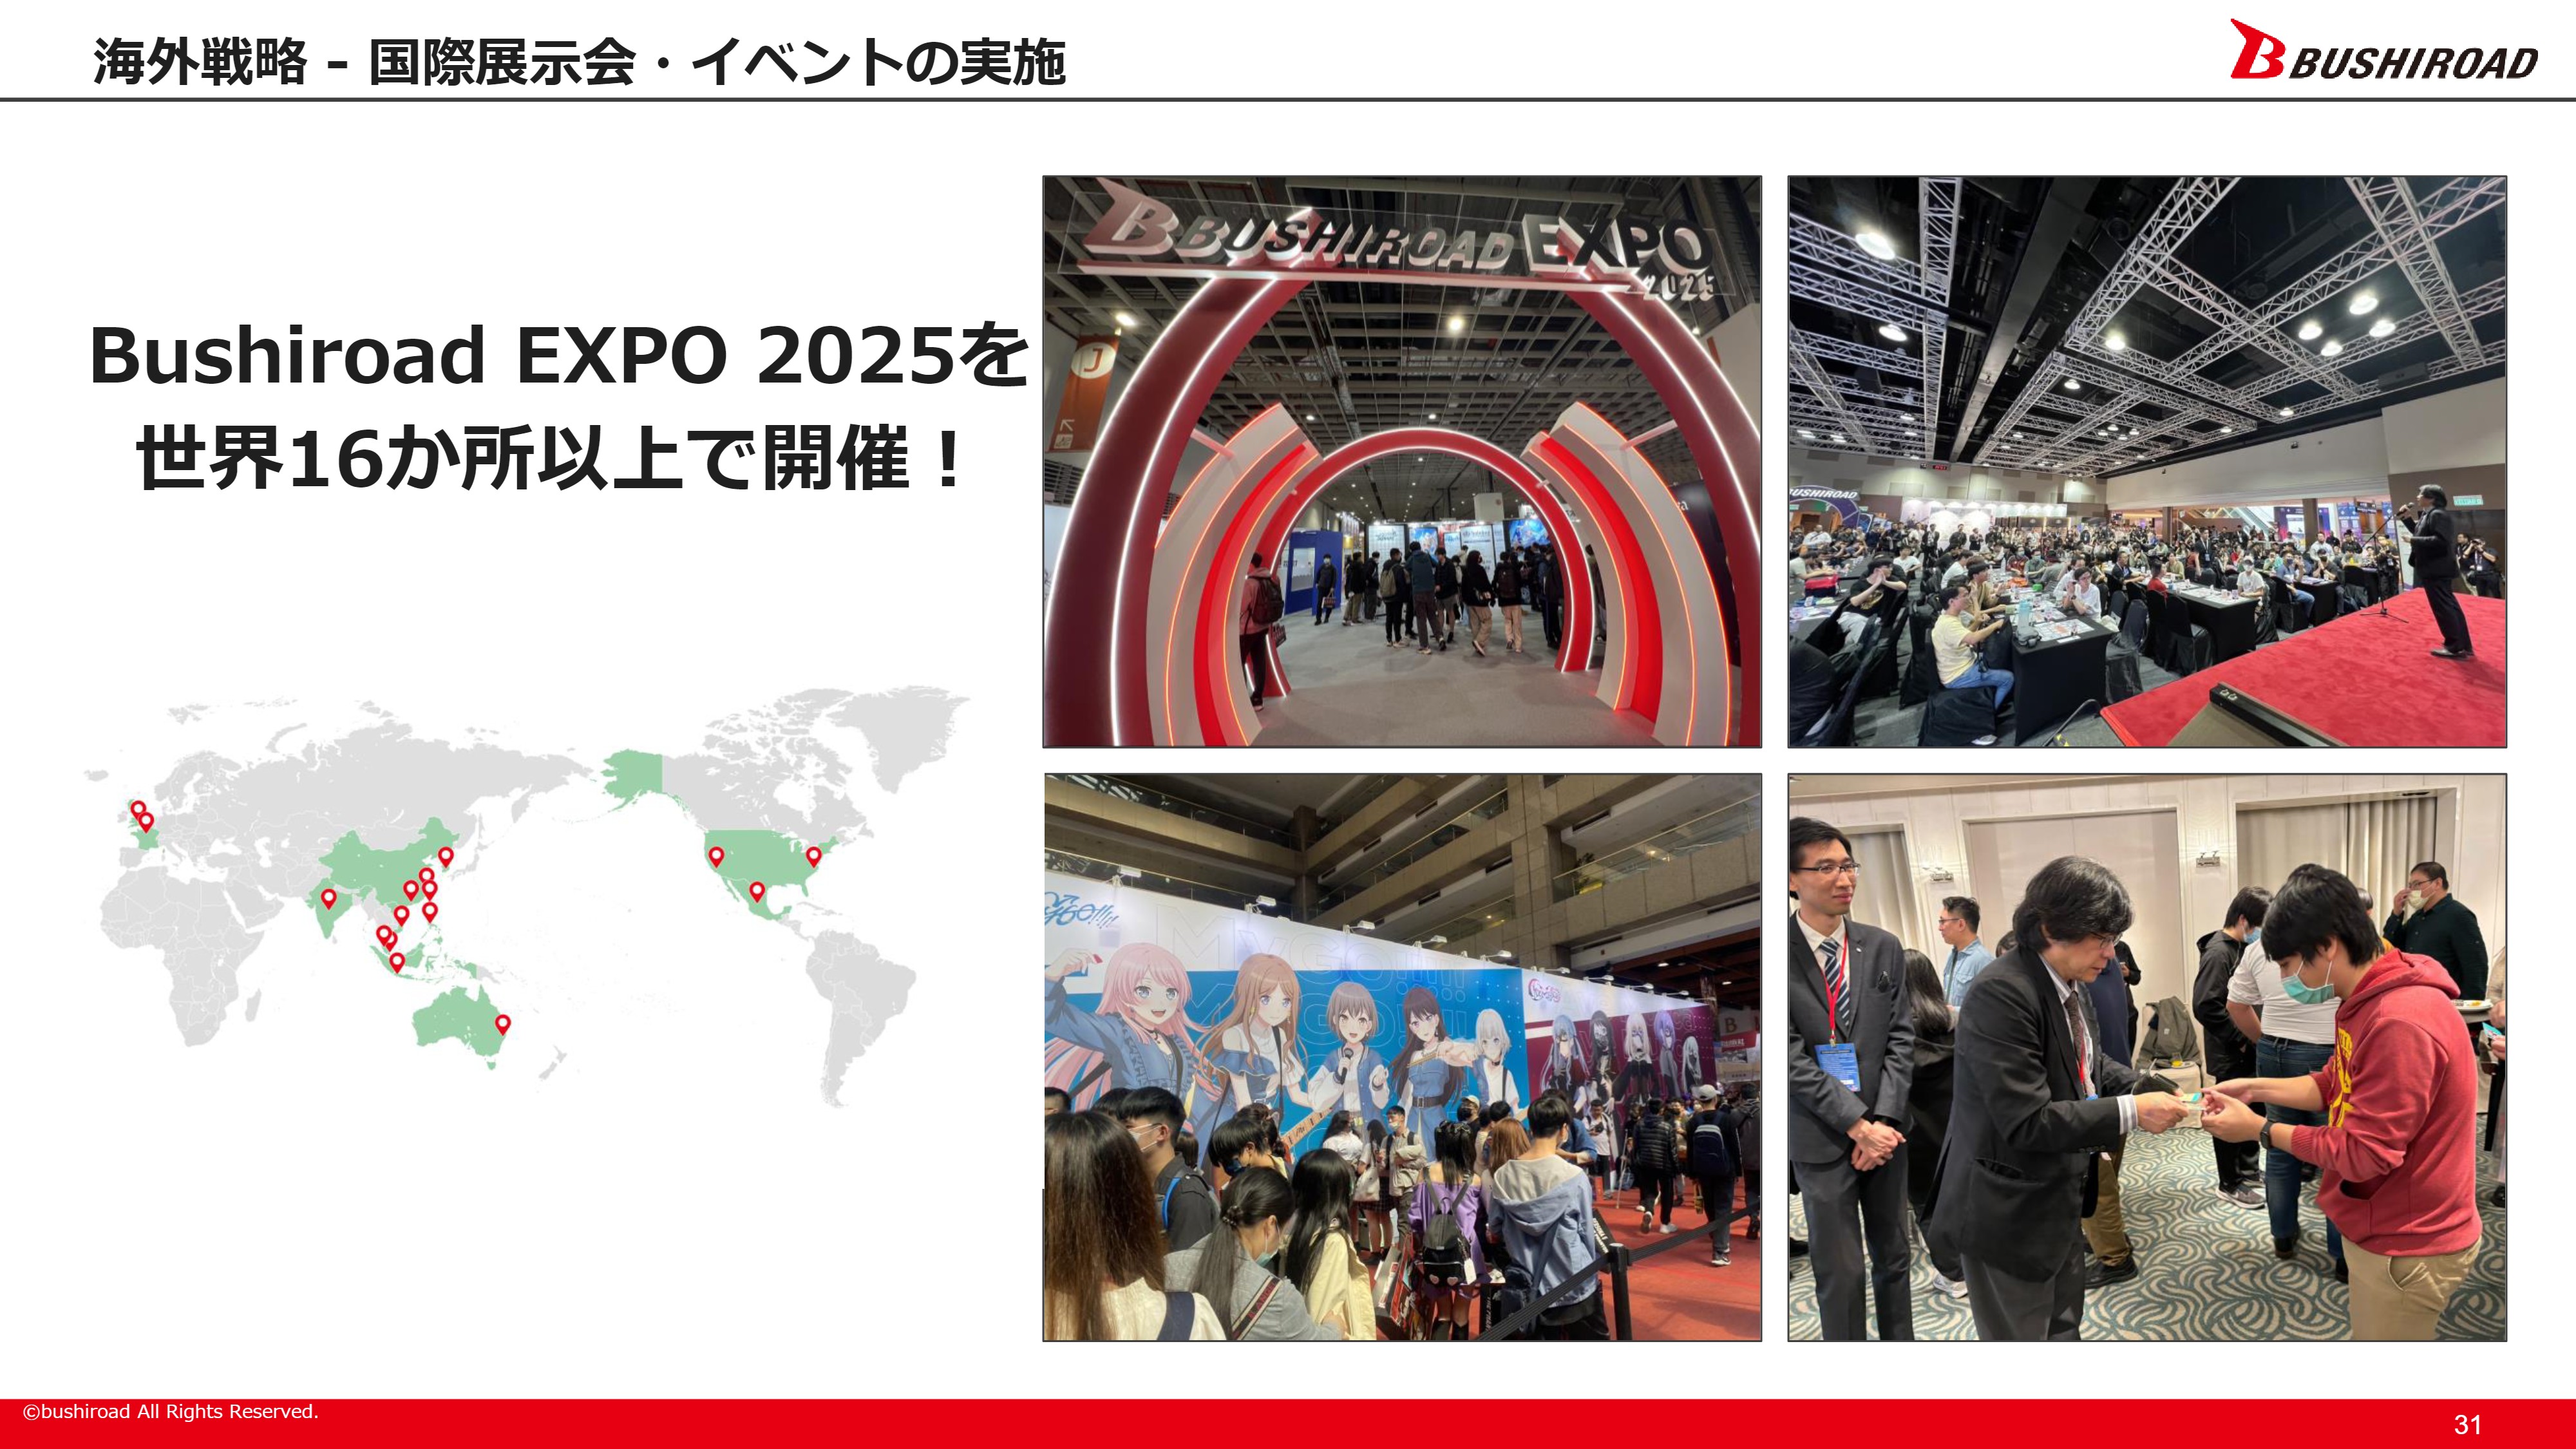 海外戦略 - 国際展示会・イベントの実施
BUSHIROAD
Bushiroad EXPO 2025を
世界16か所以上で開催！
BUSHIROAD EXPO
2025
J
BUSHIROAD
MYGO!!!!!
B
©bushiroad All Rights Reserved.
31